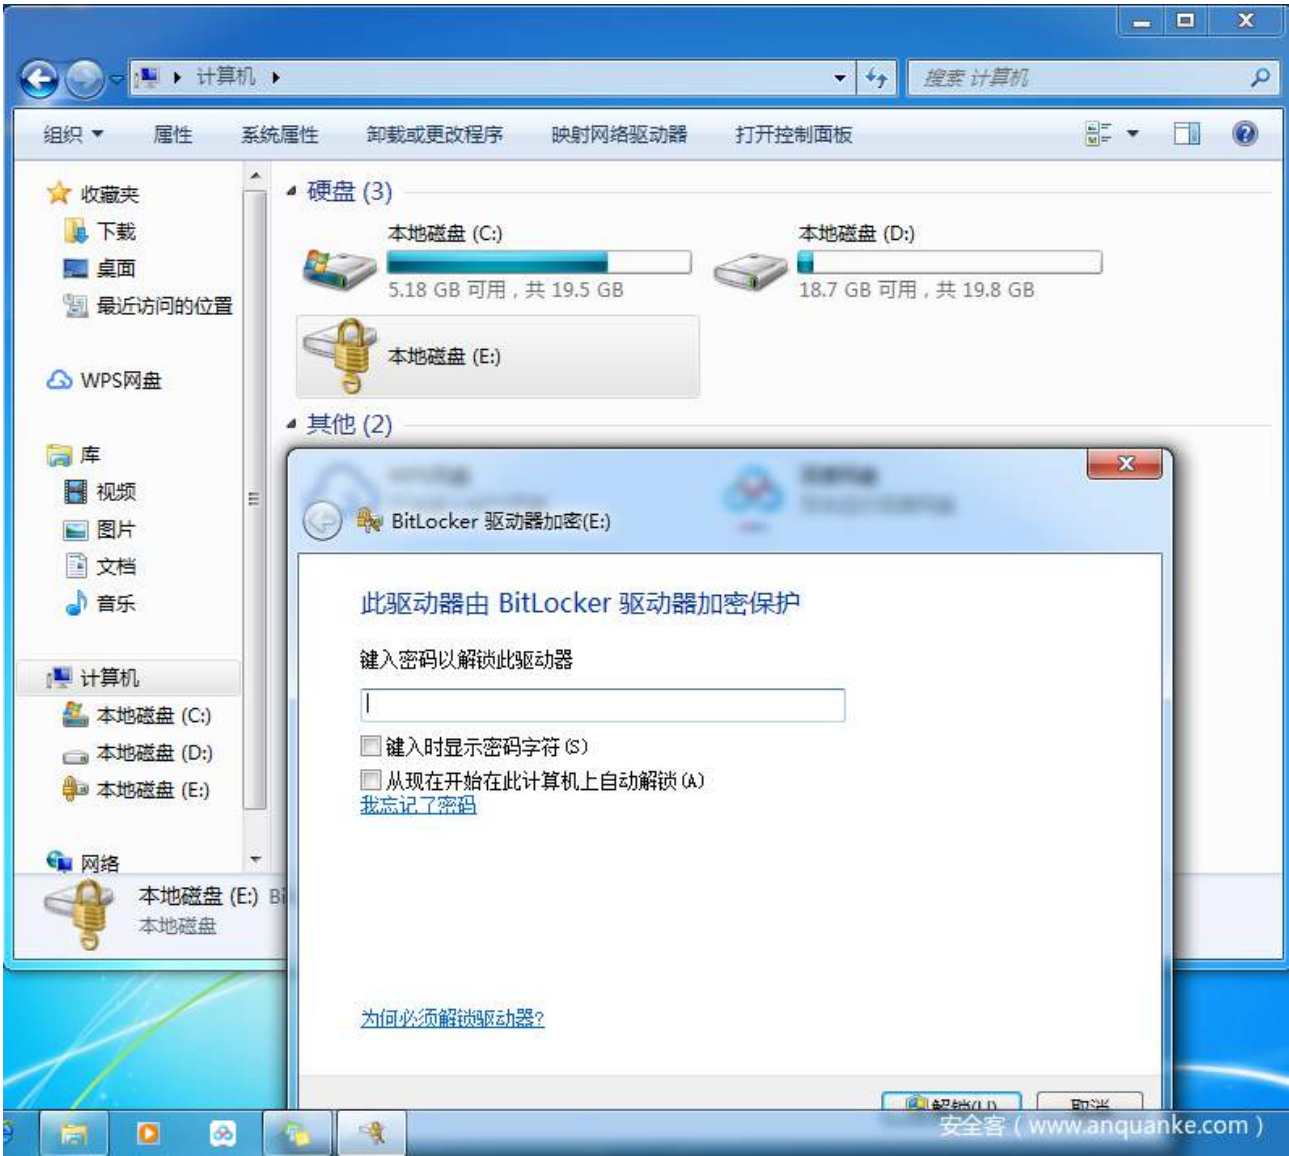 计算机
搜索 计算机
组织 属性 系统属性 卸载或更改程序 映射网络驱动器 打开控制面板
收藏夹
下载
桌面
最近访问的位置
WPS网盘
库
视频
图片
文档
音乐
计算机
本地磁盘 (C:)
本地磁盘 (D:)
本地磁盘 (E:)
网络
硬盘 (3)
本地磁盘 (C:)
5.18 GB 可用 , 共 19.5 GB
本地磁盘 (D:)
18.7 GB 可用 , 共 19.8 GB
本地磁盘 (E:)
其他 (2)
BitLocker 驱动器加密(E:)
此驱动器由 BitLocker 驱动器加密保护
键入密码以解锁此驱动器
键入时显示密码字符(S)
从现在开始在此计算机上自动解锁(A)
我忘记了密码
为何必须解锁驱动器?
解锁(U) 取消
本地磁盘 (E:)
本地磁盘
安全客 ( www.anquanke.com )